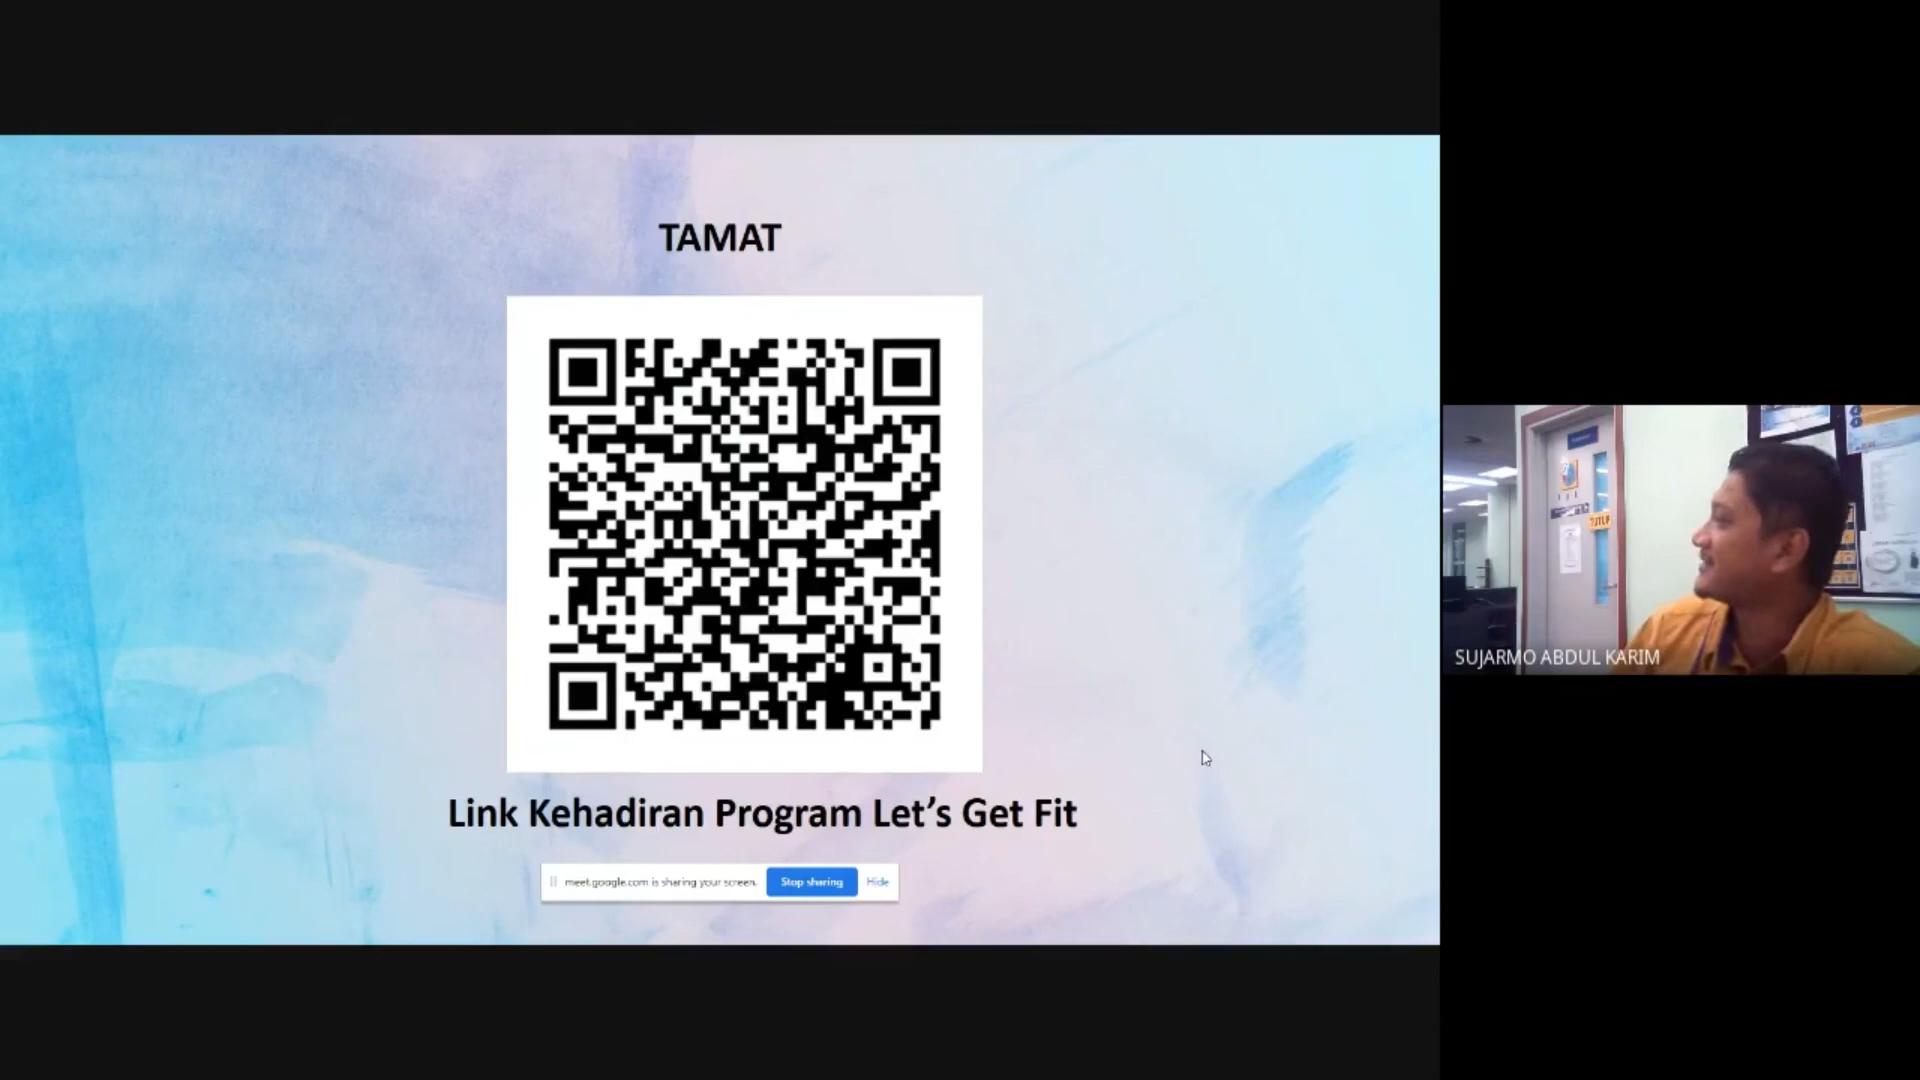 TAMAT
Link Kehadiran Program Let's Get Fit
meet.google.com is sharing your screen.
Stop sharing
Hide
TUTUP
SUJARMO ABDUL KARIM